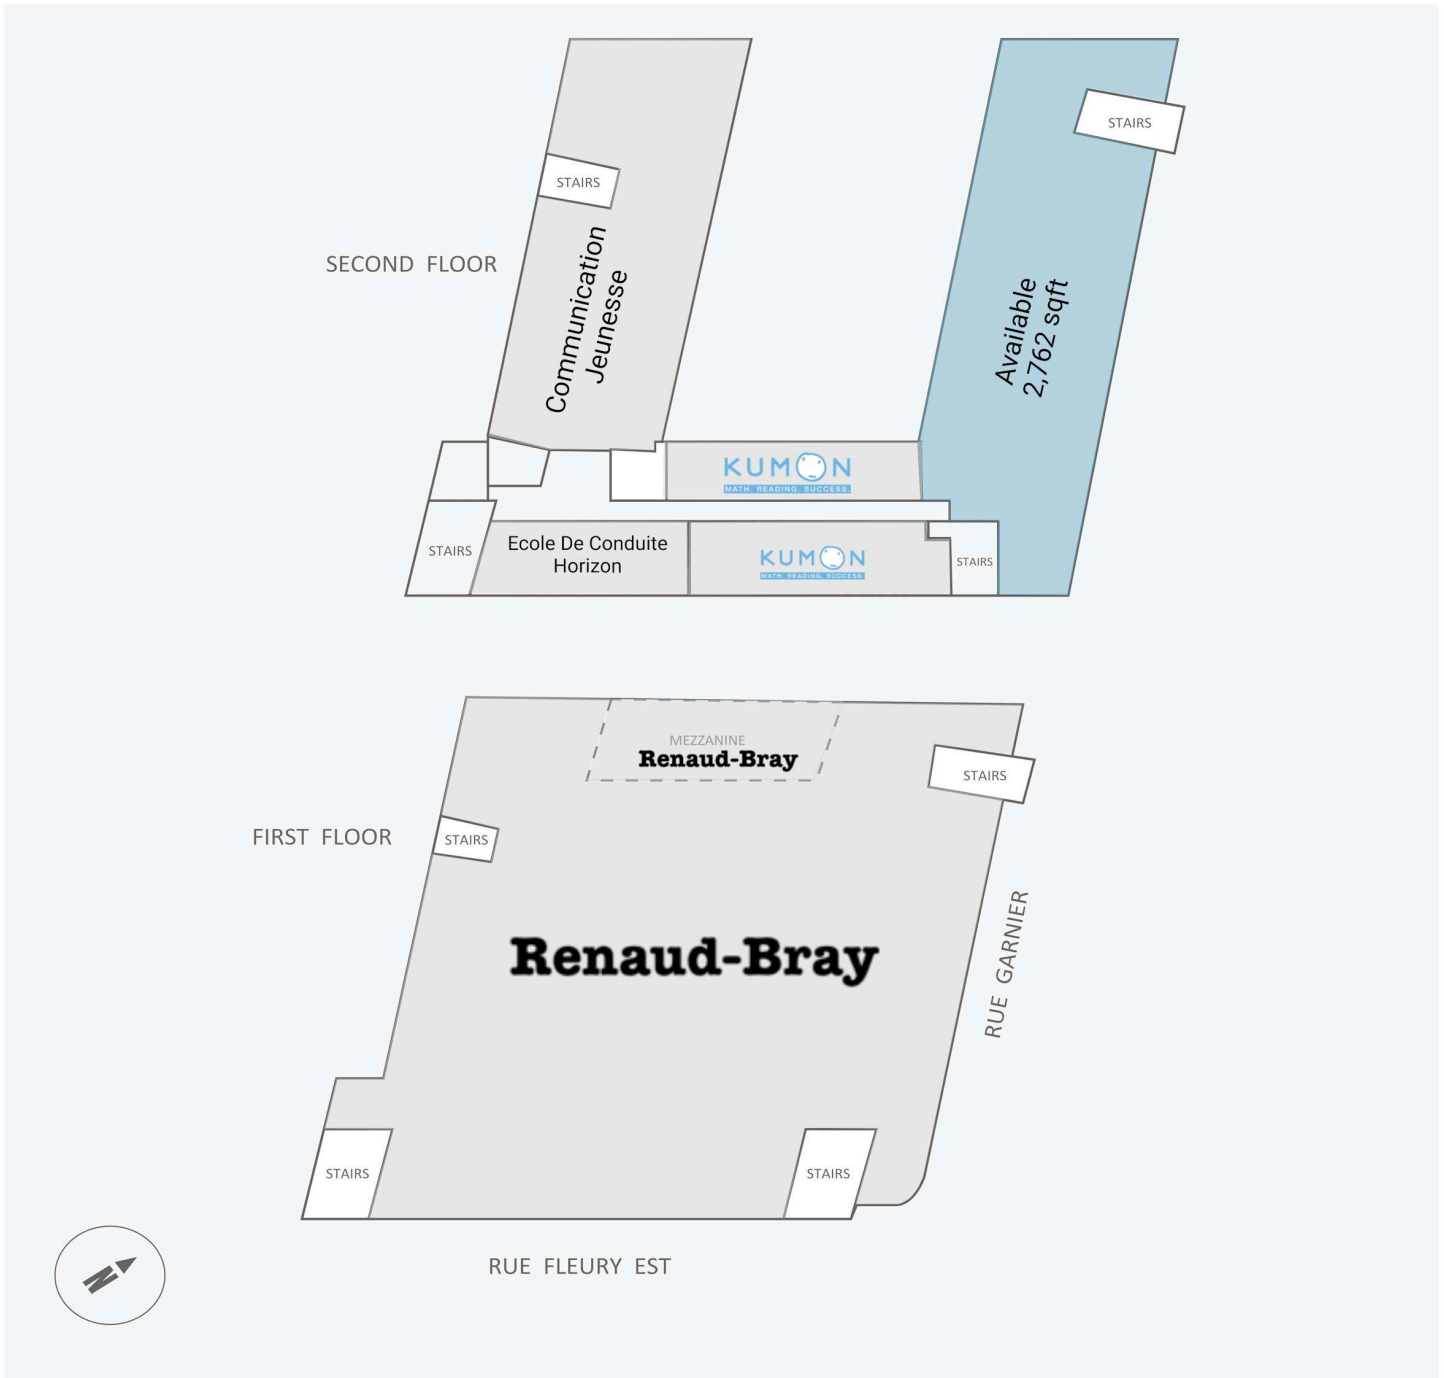 STAIRS
STAIRS
SECOND FLOOR
Communication
Jeunesse
Available
2,762 sqft
KUMON
MATH. READING. SUCCESS.
STAIRS
Ecole De Conduite
Horizon
KUMON
MATH. READING. SUCCESS.
STAIRS
MEZZANINE
Renaud-Bray
STAIRS
FIRST FLOOR
STAIRS
RUE GARNIER
Renaud-Bray
STAIRS
STAIRS
RUE FLEURY EST
N